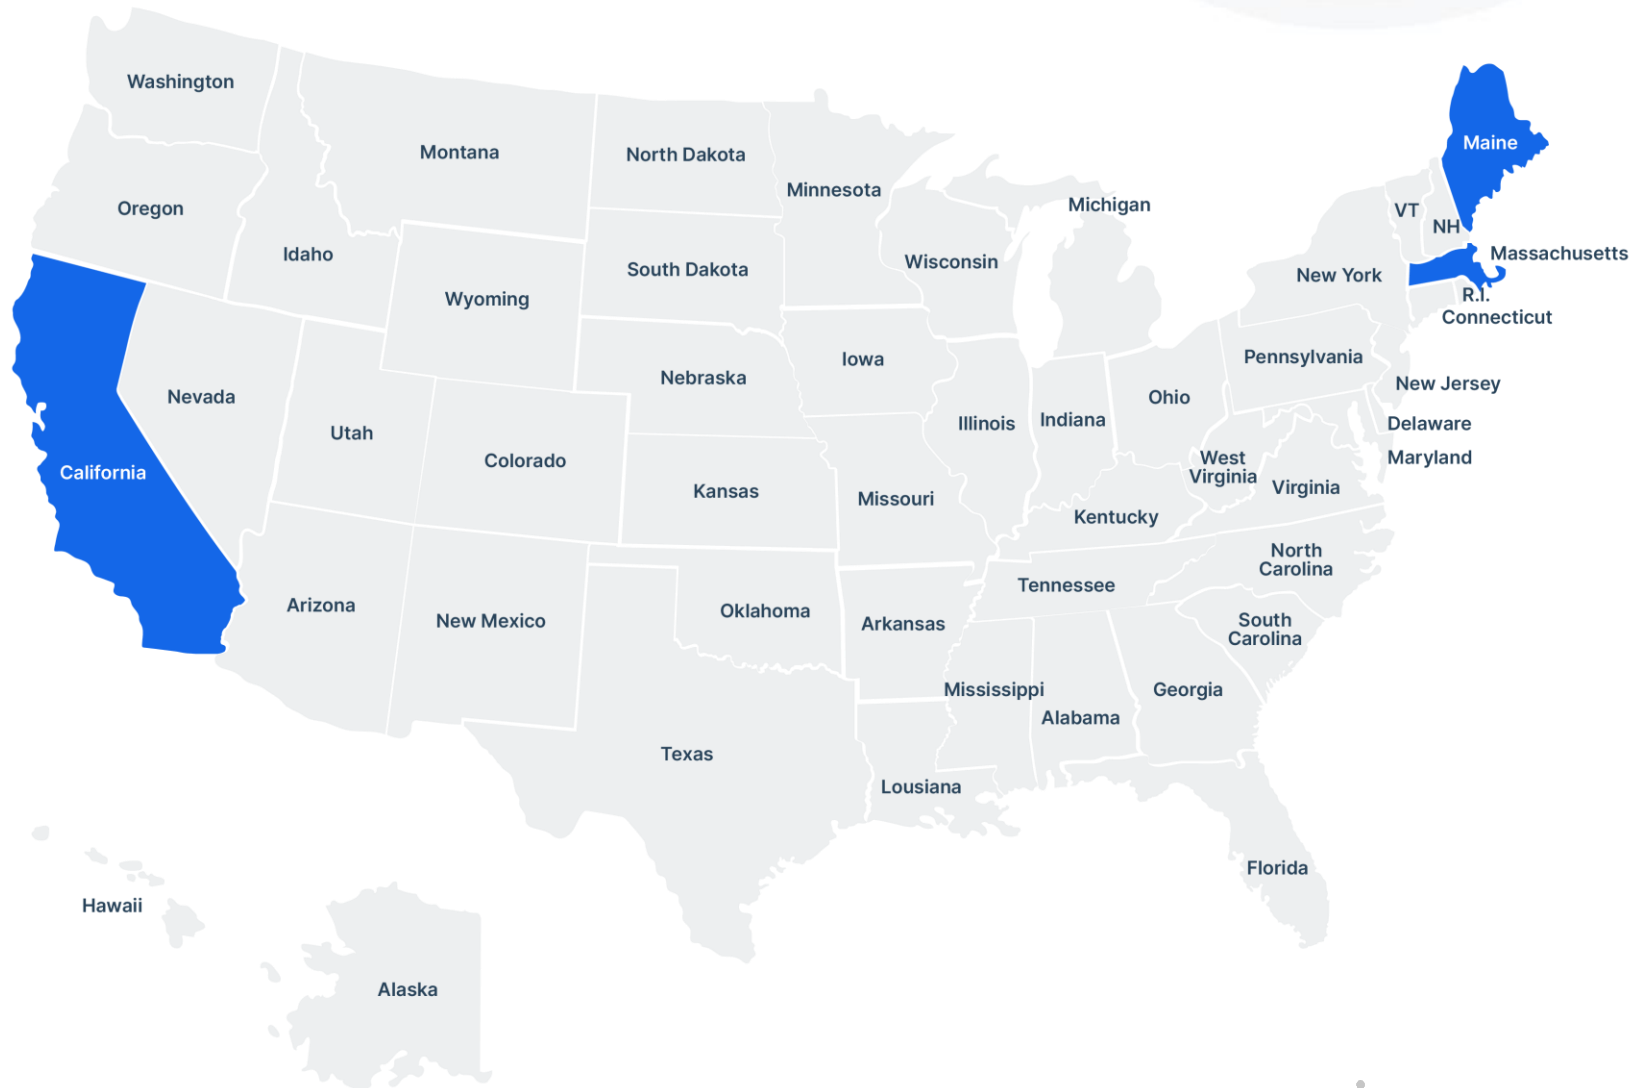 Washington
Montana
North Dakota
Minnesota
Michigan
Maine
Oregon
Idaho
Wyoming
South Dakota
Wisconsin
VT
NH
Massachusetts
New York
R.I.
Connecticut
Nevada
Utah
Colorado
Nebraska
Iowa
Illinois
Indiana
Ohio
Pennsylvania
New Jersey
Delaware
Maryland
California
Kansas
Missouri
West
Virginia
Virginia
Kentucky
North
Carolina
Tennessee
Arizona
New Mexico
Oklahoma
Arkansas
South
Carolina
Mississippi
Alabama
Georgia
Texas
Lousiana
Florida
Hawaii
Alaska